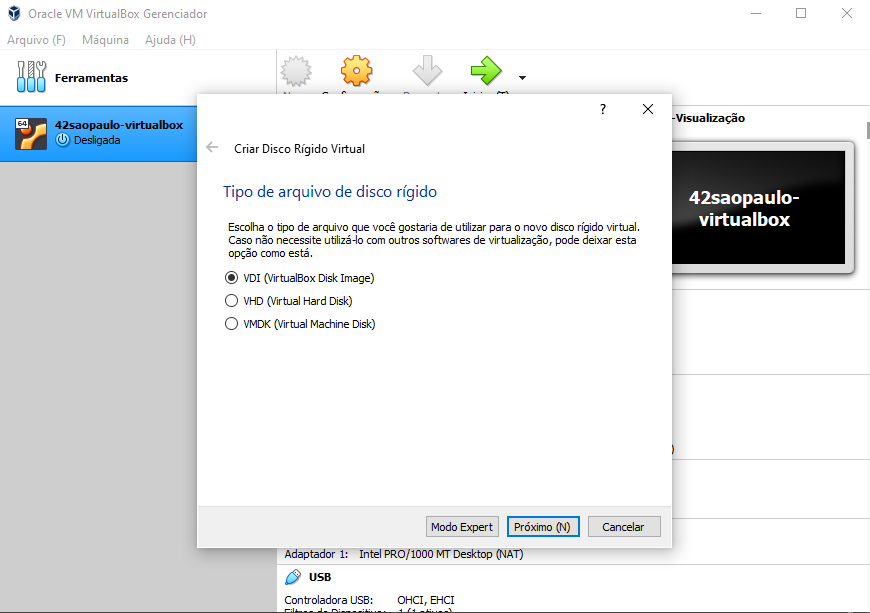 Oracle VM VirtualBox Gerenciador
Arquivo (F) Máquina Ajuda (H)
Ferramentas
64
42saopaulo-virtualbox
Desligada
-Visualização
42saopaulo-
virtualbox
?
Criar Disco Rígido Virtual
Tipo de arquivo de disco rígido
Escolha o tipo de arquivo que você gostaria de utilizar para o novo disco rígido virtual.
Caso não necessite utilizá-lo com outros softwares de virtualização, pode deixar esta
opção como está.
VDI (VirtualBox Disk Image)
VHD (Virtual Hard Disk)
VMDK (Virtual Machine Disk)
)
Modo Expert Próximo (N) Cancelar
Adaptador 1: Intel PRO/1000 MT Desktop (NAT)
USB
Controladora USB: OHCI, EHCI